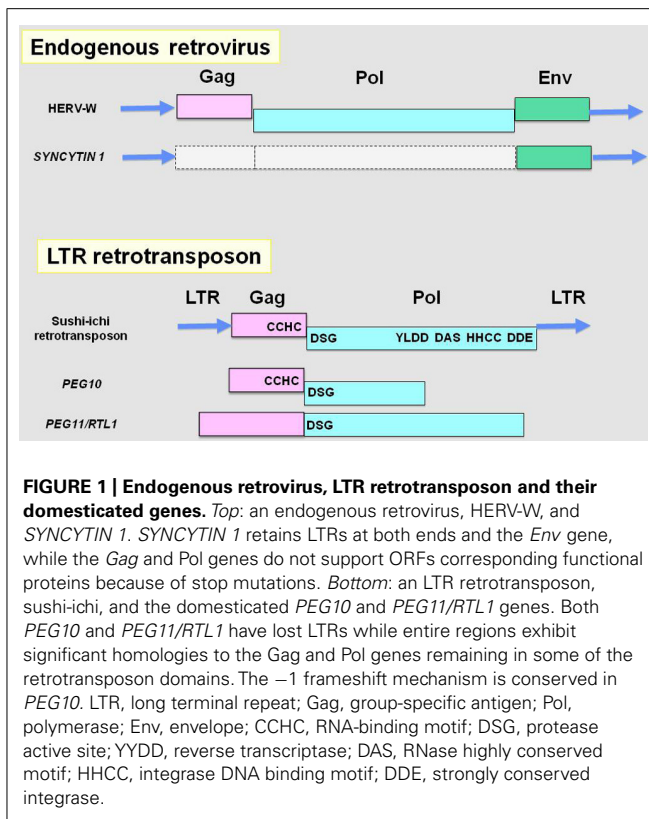 Endogenous retrovirus
Gag Pol Env
HERV-W
SYNCYTIN 1
LTR retrotransposon
LTR Gag Pol LTR
Sushi-ichi
retrotransposon
CCHC
DSG YLDD DAS HHCC DDE
PEG10
CCHC
DSG
PEG11/RTL1
DSG
FIGURE 1 | Endogenous retrovirus, LTR retrotransposon and their
domesticated genes. Top: an endogenous retrovirus, HERV-W, and
SYNCYTIN 1. SYNCYTIN 1 retains LTRs at both ends and the Env gene,
while the Gag and Pol genes do not support ORFs corresponding functional
proteins because of stop mutations. Bottom: an LTR retrotransposon,
sushi-ichi, and the domesticated PEG10 and PEG11/RTL1 genes. Both
PEG10 and PEG11/RTL1 have lost LTRs while entire regions exhibit
significant homologies to the Gag and Pol genes remaining in some of the
retrotransposon domains. The −1 frameshift mechanism is conserved in
PEG10. LTR, long terminal repeat; Gag, group-specific antigen; Pol,
polymerase; Env, envelope; CCHC, RNA-binding motif; DSG, protease
active site; YYDD, reverse transcriptase; DAS, RNase highly conserved
motif; HHCC, integrase DNA binding motif; DDE, strongly conserved
integrase.